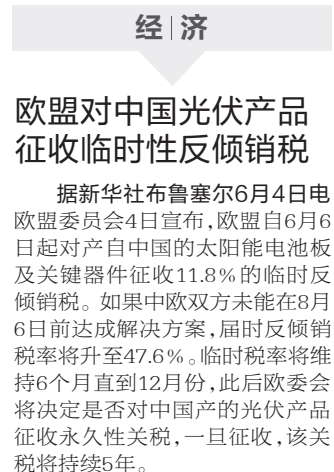 经|济
欧盟对中国光伏产品
征收临时性反倾销税
据新华社布鲁塞尔6月4日电
欧盟委员会4日宣布,欧盟自6月6
日起对产自中国的太阳能电池板
及关键器件征收11.8%的临时反
倾销税。如果中欧双方未能在8月
6日前达成解决方案,届时反倾销
税率将升至47.6%。临时税率将维
持6个月直到12月份,此后欧委会
将决定是否对中国产的光伏产品
征收永久性关税,一旦征收,该关
税将持续5年。